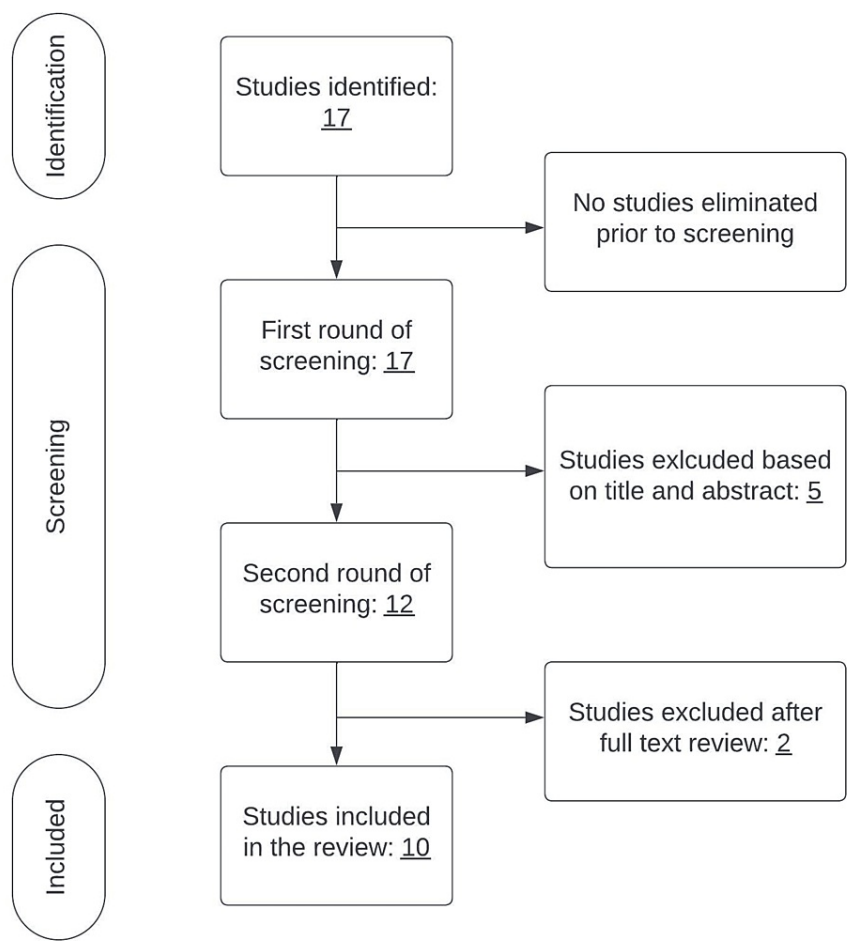 Identification
Studies identified:
17
No studies eliminated
prior to screening
Screening
First round of
screening: 17
Studies exlcuded based
on title and abstract: 5
Second round of
screening: 12
Studies excluded after
full text review: 2
Included
Studies included
in the review: 10